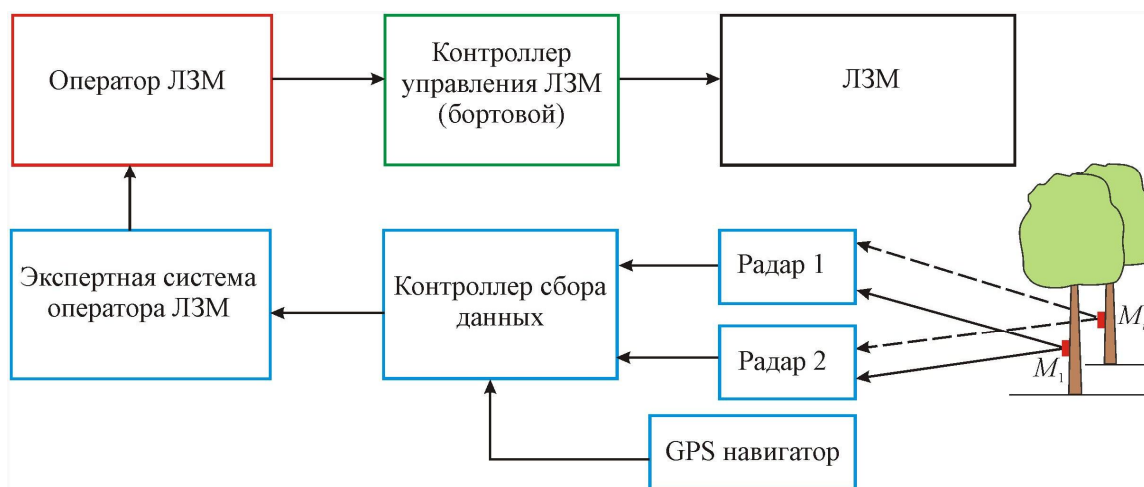 Оператор ЛЗМ
Контроллер
управления ЛЗМ
(бортовой)
ЛЗМ
Экспертная система
оператора ЛЗМ
Контроллер сбора
данных
Радар 1
Радар 2
GPS навигатор
M1
M